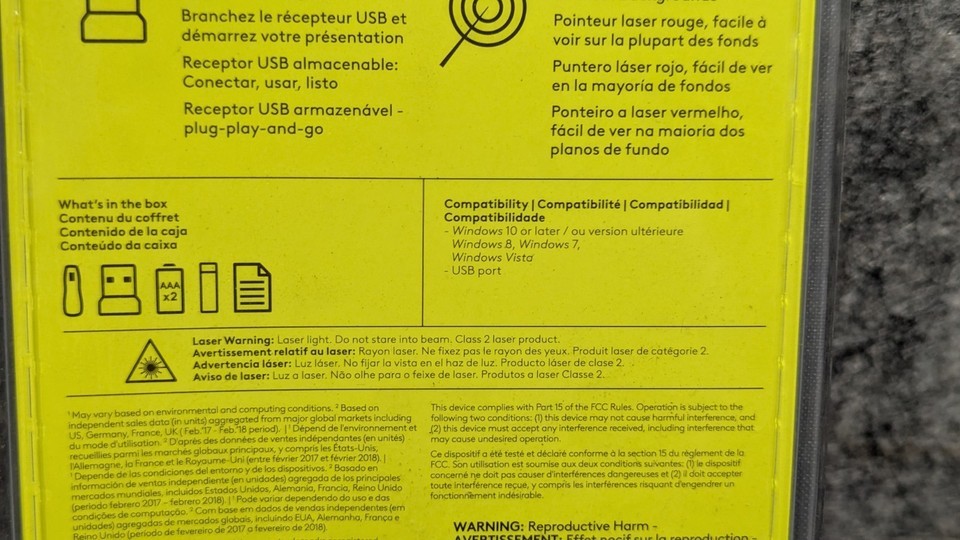 Branchez le récepteur USB et
démarrez votre présentation
Receptor USB almacenable:
Conectar, usar, listo
Receptor USB armazenável -
plug-play-and-go
Pointeur laser rouge, facile à
voir sur la plupart des fonds
Puntero láser rojo, fácil de ver
en la mayoría de fondos
Ponteiro a laser vermelho,
fácil de ver na maioria dos
planos de fundo
What's in the box
Contenu du coffret
Contenido de la caja
Conteúdo da caixa
AAA
x2
Compatibility | Compatibilité | Compatibilidad |
Compatibilidade
- Windows 10 or later / ou version ultérieure
Windows 8, Windows 7,
Windows Vista
- USB port
Laser Warning: Laser light. Do not stare into beam. Class 2 laser product.
Avertissement relatif au laser: Rayon laser. Ne fixez pas le rayon des yeux. Produit laser de catégorie 2.
Advertencia láser: Luz láser. No fijar la vista en el haz de luz. Producto láser de clase 2.
Aviso de laser: Luz a laser. Não olhe para o feixe de laser. Produtos a laser Classe 2.
¹ May vary based on environmental and computing conditions. ² Based on
independent sales data (in units) aggregated from major global markets including
US, Germany, France, UK (Feb.'17 - Feb.'18 period). | ¹ Dépend de l'environnement et
du mode d'utilisation. ² D'après des données de ventes indépendantes (en unités)
recueillies parmi les marchés globaux principaux, y compris les États-Unis,
l'Allemagne, la France et le Royaume-Uni (entre février 2017 et février 2018). |
¹ Depende de las condiciones del entorno y de los dispositivos. ² Basado en
información de ventas independiente (en unidades) agregada de los principales
mercados mundiales, incluidos Estados Unidos, Alemania, Francia, Reino Unido
(período febrero 2017 - febrero 2018). | ¹ Pode variar dependendo do uso e das
condições de computação. ² Com base em dados de vendas independentes (em
unidades) agregadas de mercados globais, incluindo EUA, Alemanha, França e
Reino Unido (período de fevereiro de 2017 a fevereiro de 2018).
This device complies with Part 15 of the FCC Rules. Operation is subject to the
following two conditions: (1) this device may not cause harmful interference, and
(2) this device must accept any interference received, including interference that
may cause undesired operation.
Ce dispositif a été testé et déclaré conforme à la section 15 du règlement de la
FCC. Son utilisation est soumise aux deux conditions suivantes: (1) le dispositif
concerné ne doit pas causer d'interférences dangereuses et (2) il doit accepter
toute interférence reçue, y compris les interférences risquant d'engendrer un
fonctionnement indésirable.
WARNING: Reproductive Harm -
AVERTISSEMENT: Effet nocif sur la reproduction -